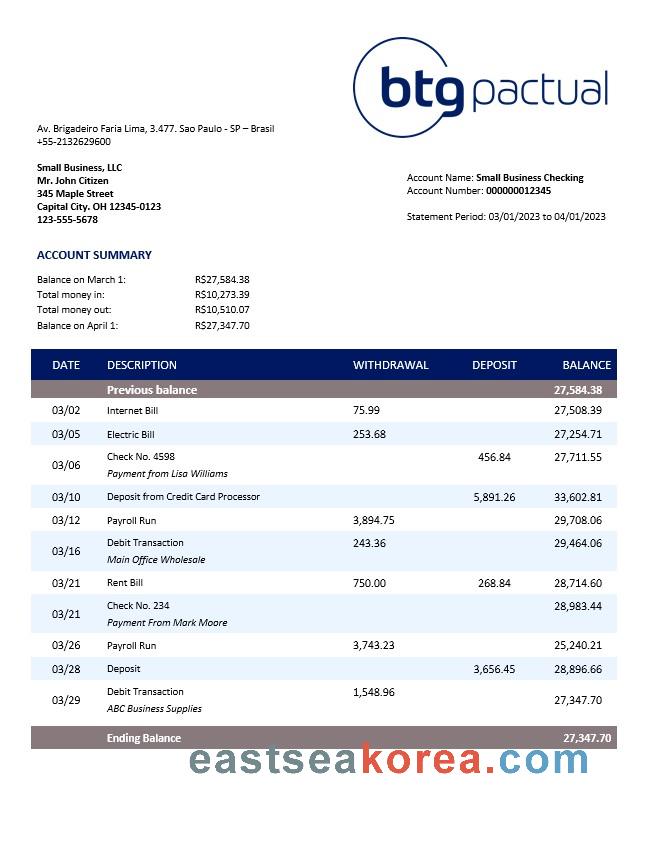 btg pactual
Av. Brigadeiro Faria Lima, 3.477. Sao Paulo - SP – Brasil
+55-2132629600
Small Business, LLC
Mr. John Citizen
345 Maple Street
Capital City. OH 12345-0123
123-555-5678
Account Name: Small Business Checking
Account Number: 000000012345
Statement Period: 03/01/2023 to 04/01/2023
ACCOUNT SUMMARY
Balance on March 1: R$27,584.38
Total money in: R$10,273.39
Total money out: R$10,510.07
Balance on April 1: R$27,347.70
DATE DESCRIPTION WITHDRAWAL DEPOSIT BALANCE
Previous balance 27,584.38
03/02 Internet Bill 75.99 27,508.39
03/05 Electric Bill 253.68 27,254.71
03/06 Check No. 4598 456.84 27,711.55
Payment from Lisa Williams
03/10 Deposit from Credit Card Processor 5,891.26 33,602.81
03/12 Payroll Run 3,894.75 29,708.06
03/16 Debit Transaction 243.36 29,464.06
Main Office Wholesale
03/21 Rent Bill 750.00 268.84 28,714.60
03/21 Check No. 234 28,983.44
Payment From Mark Moore
03/26 Payroll Run 3,743.23 25,240.21
03/28 Deposit 3,656.45 28,896.66
03/29 Debit Transaction 1,548.96 27,347.70
ABC Business Supplies
Ending Balance 27,347.70
eastseakorea.com